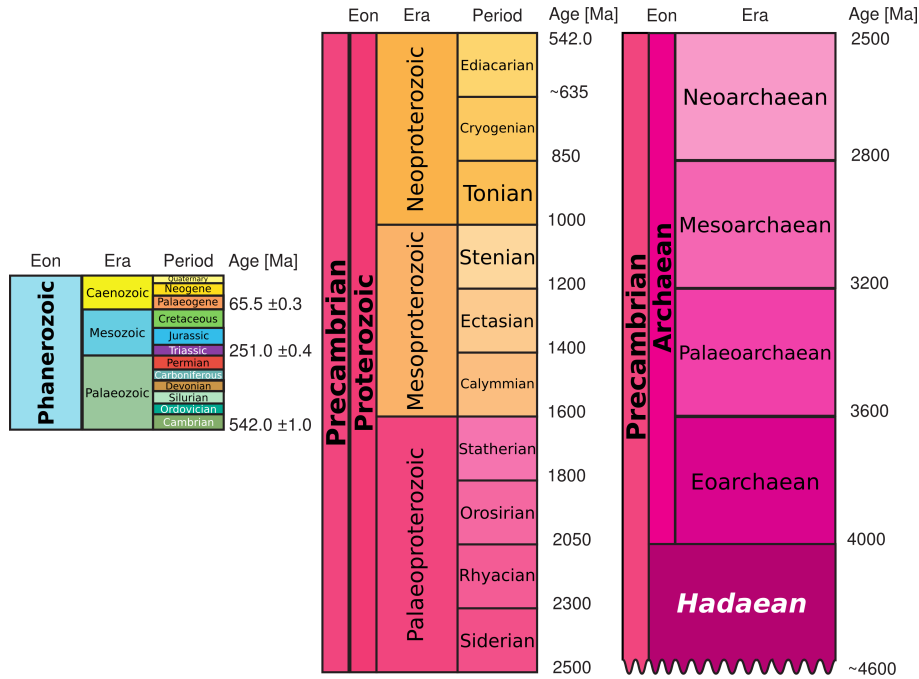 Eon Era Period Age [Ma]
Phanerozoic
Caenozoic
Mesozoic
Palaeozoic
Quaternary
Neogene
Palaeogene
Cretaceous
Jurassic
Triassic
Permian
Carboniferous
Devonian
Silurian
Ordovician
Cambrian
65.5 ±0.3
251.0 ±0.4
542.0 ±1.0
Eon Era Period Age [Ma]
Precambrian
Proterozoic
Neoproterozoic
Mesoproterozoic
Palaeoproterozoic
Ediacarian
Cryogenian
Tonian
Stenian
Ectasian
Calymmian
Statherian
Orosirian
Rhyacian
Siderian
542.0
~635
850
1000
1200
1400
1600
1800
2050
2300
2500
Eon Era Age [Ma]
Precambrian
Archaean
Neoarchaean
Mesoarchaean
Palaeoarchaean
Eoarchaean
Hadaean
2500
2800
3200
3600
4000
~4600